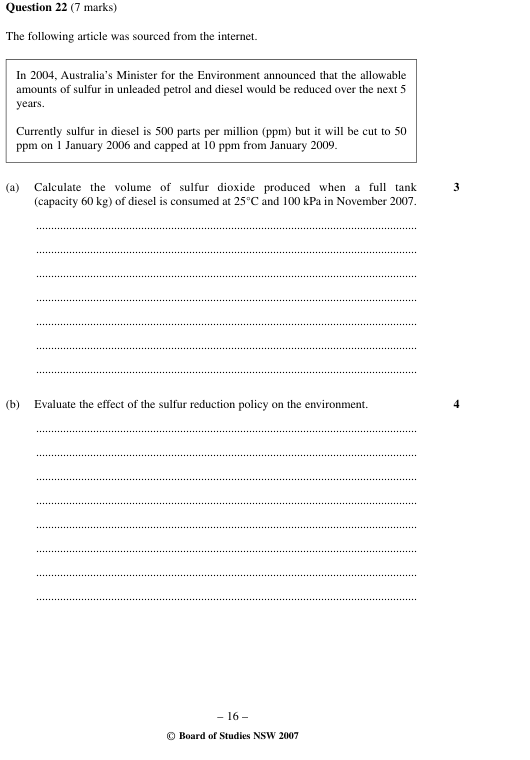 Question 22 (7 marks)
The following article was sourced from the internet.
In 2004, Australia's Minister for the Environment announced that the allowable
amounts of sulfur in unleaded petrol and diesel would be reduced over the next 5
years.
Currently sulfur in diesel is 500 parts per million (ppm) but it will be cut to 50
ppm on 1 January 2006 and capped at 10 ppm from January 2009.
(a) Calculate the volume of sulfur dioxide produced when a full tank 3
(capacity 60 kg) of diesel is consumed at 25°C and 100 kPa in November 2007.
(b) Evaluate the effect of the sulfur reduction policy on the environment. 4
– 16 –
© Board of Studies NSW 2007